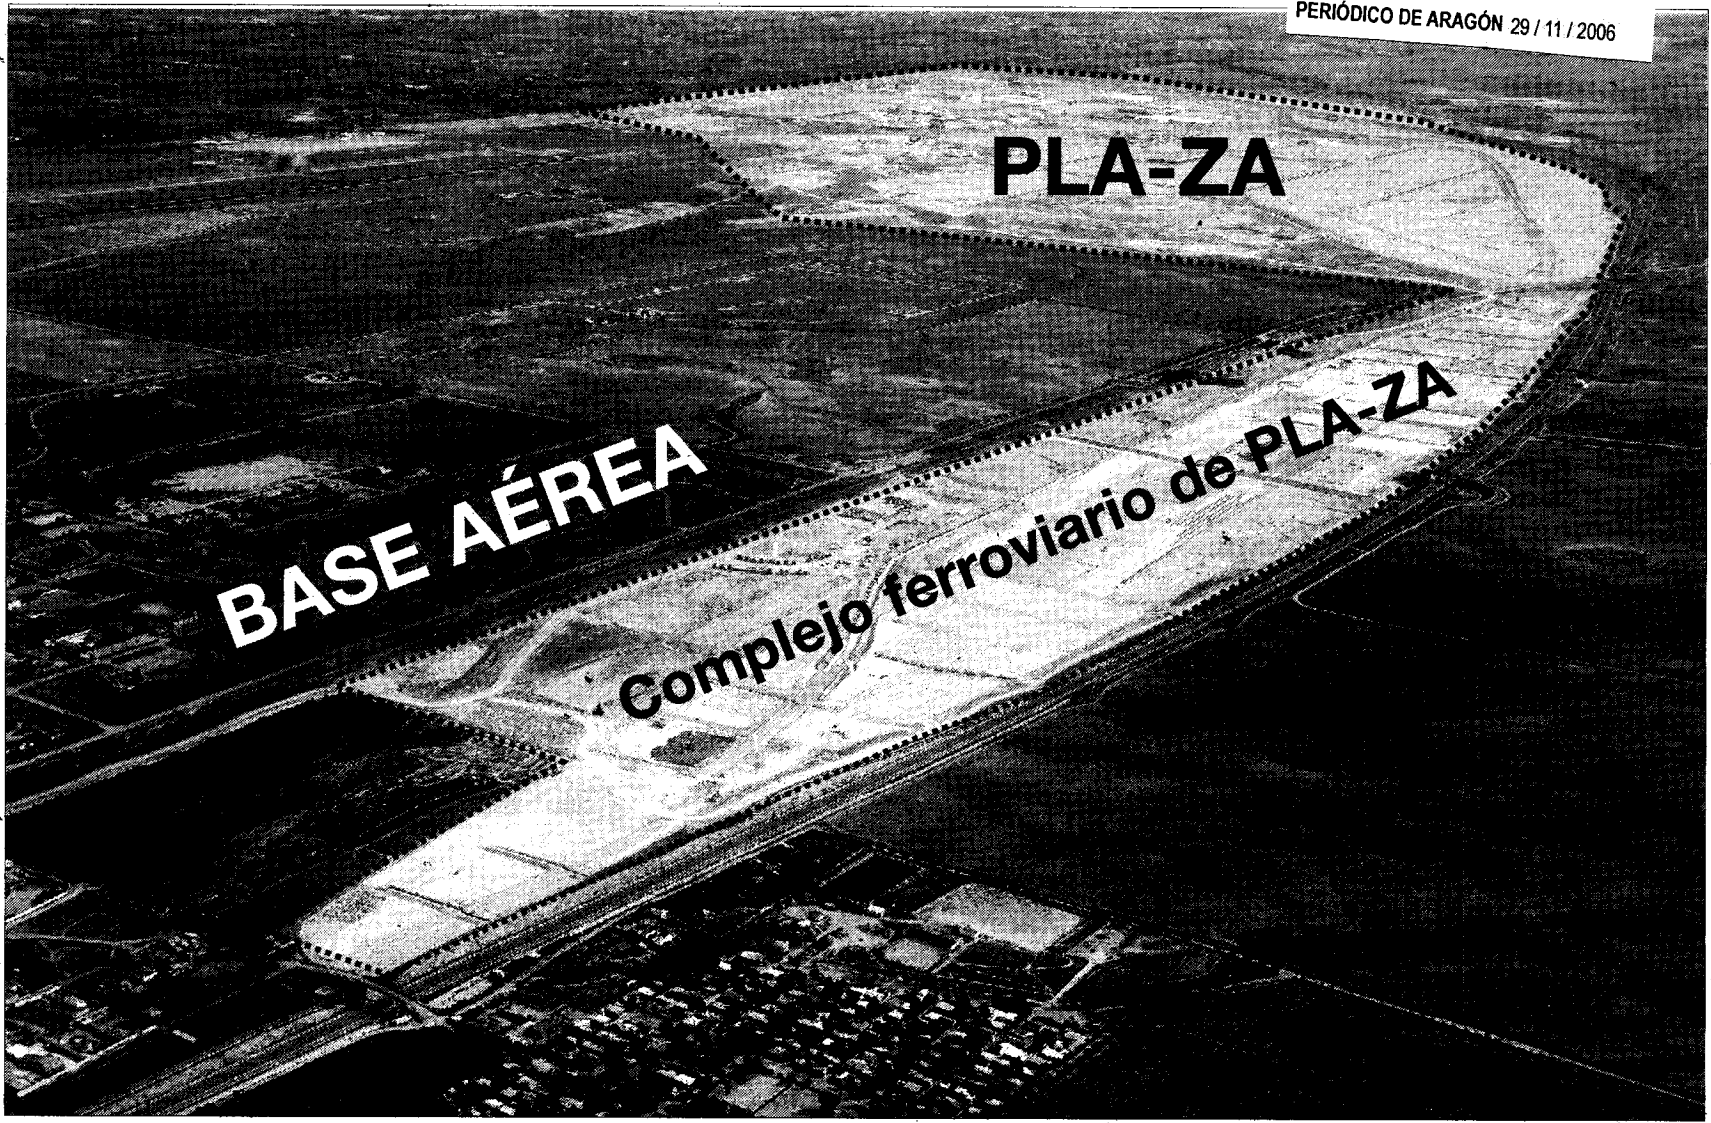 PERIÓDICO DE ARAGÓN 29 / 11 / 2006
PLA-ZA
BASE AÉREA
Complejo ferroviario de PLA-ZA